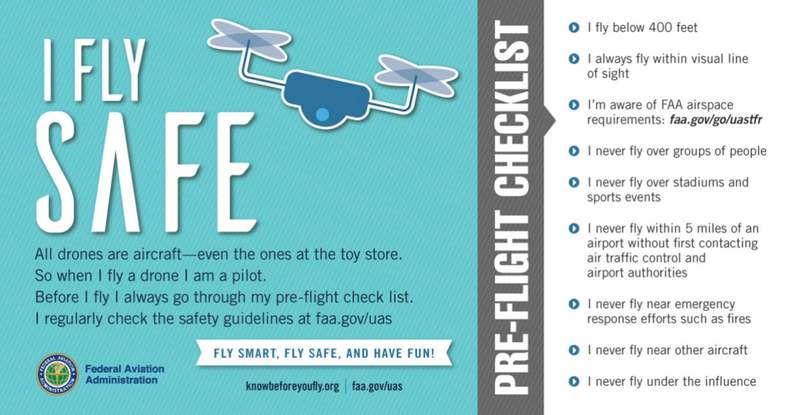 I FLY
SAFE
All drones are aircraft—even the ones at the toy store.
So when I fly a drone I am a pilot.
Before I fly I always go through my pre-flight check list.
I regularly check the safety guidelines at faa.gov/uas
FLY SMART, FLY SAFE, AND HAVE FUN!
Federal Aviation
Administration
knowbeforeyoufly.org | faa.gov/uas
PRE-FLIGHT CHECKLIST
I fly below 400 feet
I always fly within visual line
of sight
I'm aware of FAA airspace
requirements: faa.gov/go/uastfr
I never fly over groups of people
I never fly over stadiums and
sports events
I never fly within 5 miles of an
airport without first contacting
air traffic control and
airport authorities
I never fly near emergency
response efforts such as fires
I never fly near other aircraft
I never fly under the influence